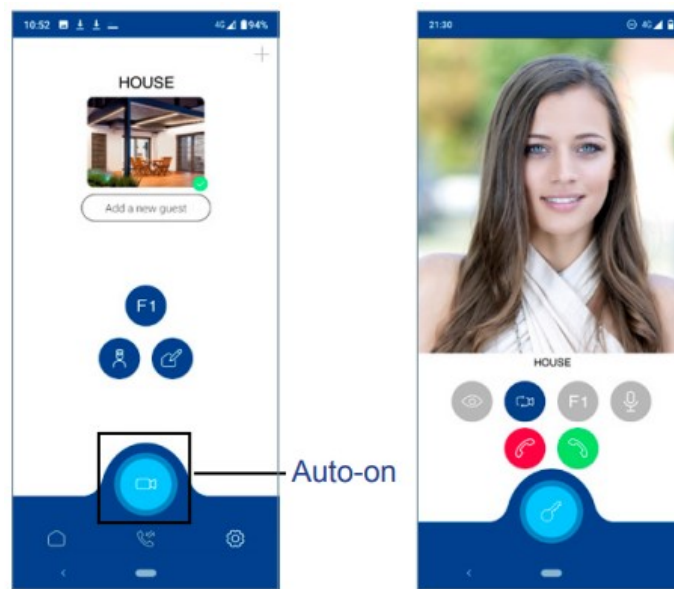 10:52 4G 94%
HOUSE
Add a new guest
F1
Auto-on
21:30 4G
HOUSE
F1